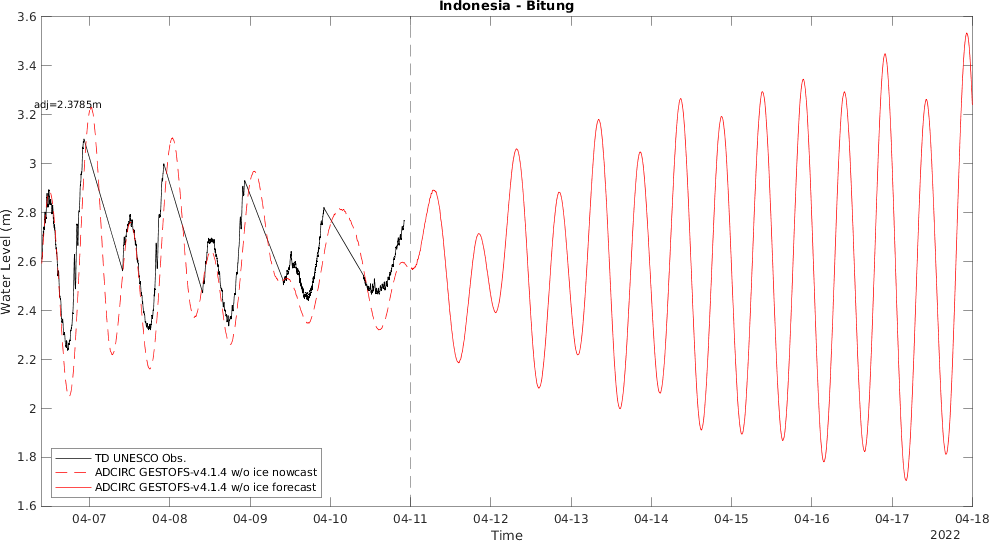 Indonesia - Bitung
3.6
3.4
3.2
3
2.8
2.6
2.4
2.2
2
1.8
1.6
Water Level (m)
adj=2.3785m
TD UNESCO Obs.
ADCIRC GESTOFS-v4.1.4 w/o ice nowcast
ADCIRC GESTOFS-v4.1.4 w/o ice forecast
04-07 04-08 04-09 04-10 04-11 04-12 04-13 04-14 04-15 04-16 04-17 04-18
Time
2022